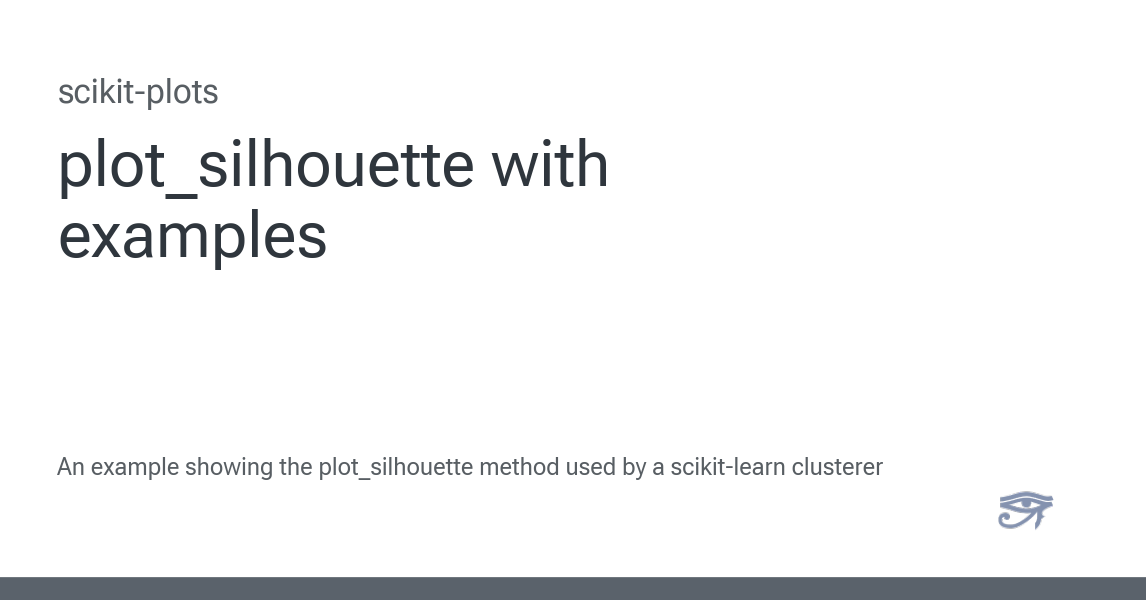 scikit-plots
plot_silhouette with
examples
An example showing the plot_silhouette method used by a scikit-learn clusterer